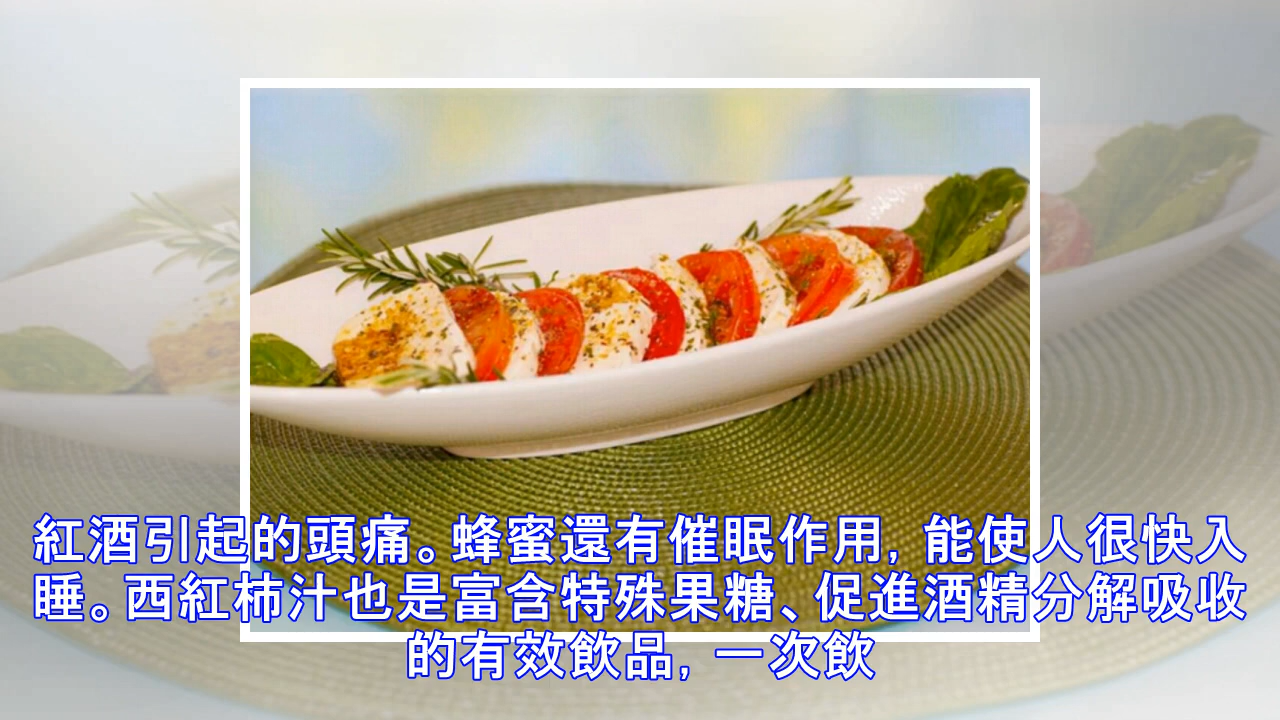 紅酒引起的頭痛。蜂蜜還有催眠作用, 能使人很快入
睡。西紅柿汁也是富含特殊果糖、促進酒精分解吸收
的有效飲品, 一次飲